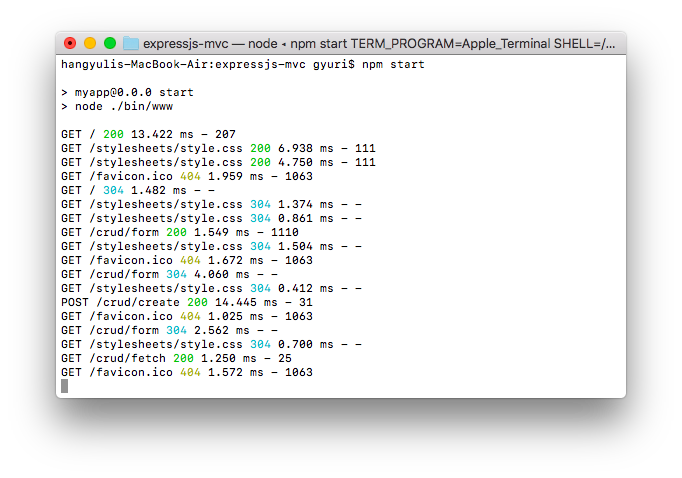 expressjs-mvc — node ◂ npm start TERM_PROGRAM=Apple_Terminal SHELL=/...
hangyulis-MacBook-Air:expressjs-mvc gyuri$ npm start
> myapp@0.0.0 start
> node ./bin/www
GET / 200 13.422 ms - 207
GET /stylesheets/style.css 200 6.938 ms - 111
GET /stylesheets/style.css 200 4.750 ms - 111
GET /favicon.ico 404 1.959 ms - 1063
GET / 304 1.482 ms - -
GET /stylesheets/style.css 304 1.374 ms - -
GET /stylesheets/style.css 304 0.861 ms - -
GET /crud/form 200 1.549 ms - 1110
GET /stylesheets/style.css 304 1.504 ms - -
GET /favicon.ico 404 1.672 ms - 1063
GET /crud/form 304 4.060 ms - -
GET /stylesheets/style.css 304 0.412 ms - -
POST /crud/create 200 14.445 ms - 31
GET /favicon.ico 404 1.025 ms - 1063
GET /crud/form 304 2.562 ms - -
GET /stylesheets/style.css 304 0.700 ms - -
GET /crud/fetch 200 1.250 ms - 25
GET /favicon.ico 404 1.572 ms - 1063